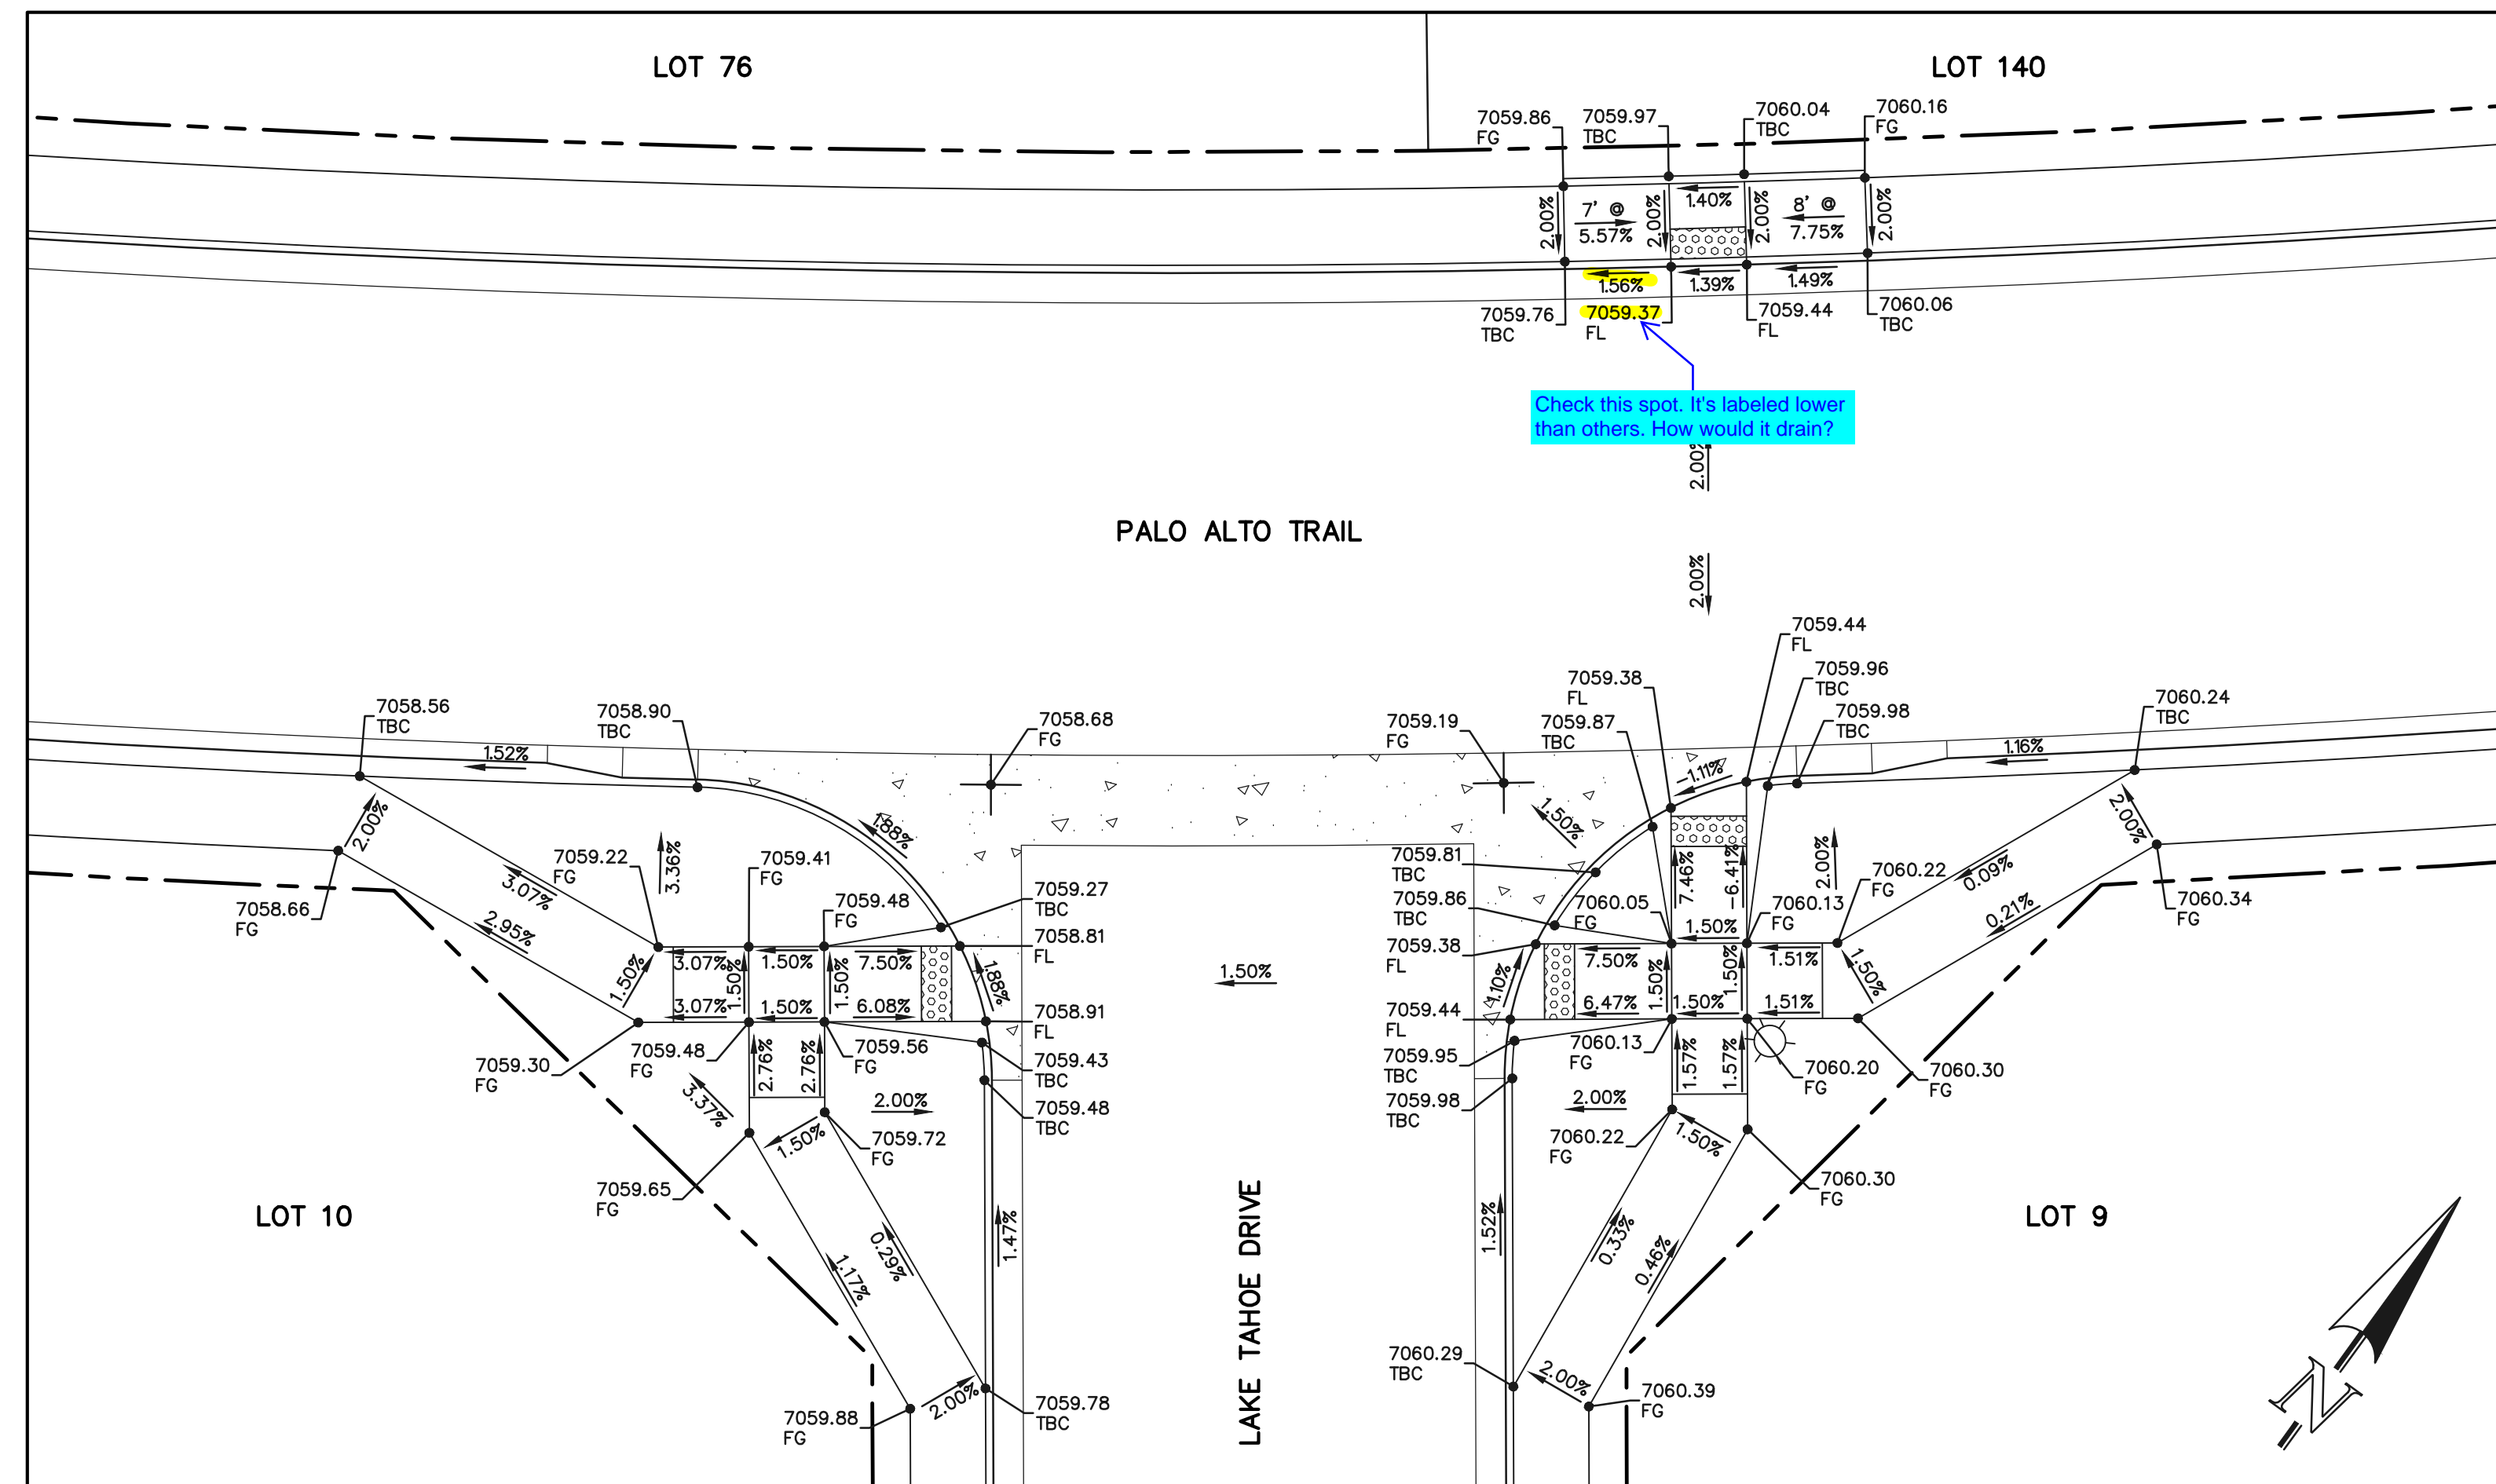 LOT 76
LOT 140
7059.86
FG
7059.97
TBC
7060.04
TBC
7060.16
FG
2.00%
7' @
5.57%
2.00%
1.40%
2.00%
8' @
7.75%
2.00%
1.56%
1.39%
1.49%
7059.76
TBC
7059.37
FL
7059.44
FL
7060.06
TBC
Check this spot. It's labeled lower
than others. How would it drain?
2.00%
PALO ALTO TRAIL
2.00%
7058.56
TBC
7058.90
TBC
1.52%
7058.68
FG
7059.19
FG
7059.38
FL
7059.87
TBC
7059.44
FL
7059.96
TBC
7059.98
TBC
7060.24
TBC
-1.11%
1.16%
2.00%
3.36%
1.88%
1.50%
2.00%
7058.66
FG
7059.22
FG
7059.41
FG
7059.48
FG
7059.27
TBC
7058.81
FL
7059.81
TBC
7059.86
TBC
7059.38
FL
7060.05
FG
7.46%
-6.41%
2.00%
7060.13
FG
7060.22
FG
0.09%
7060.34
FG
3.07%
2.95%
0.21%
1.50%
3.07%
1.50%
1.50%
1.50%
7.50%
1.88%
3.07%
1.50%
6.08%
7058.91
FL
1.50%
1.10%
7.50%
1.50%
1.50%
1.50%
1.51%
1.50%
6.47%
1.50%
1.51%
7059.44
FL
7059.30
FG
7059.48
FG
2.76%
2.76%
7059.56
FG
7059.43
TBC
7059.95
TBC
7060.13
FG
1.57%
1.57%
7060.20
FG
7060.30
FG
3.37%
2.00%
7059.48
TBC
7059.98
TBC
2.00%
7059.65
FG
1.50%
7059.72
FG
7060.22
FG
1.50%
7060.30
FG
LOT 10
LOT 9
1.17%
0.29%
1.47%
LAKE TAHOE DRIVE
1.52%
0.33%
0.46%
7059.88
FG
2.00%
7059.78
TBC
7060.29
TBC
2.00%
7060.39
FG
N